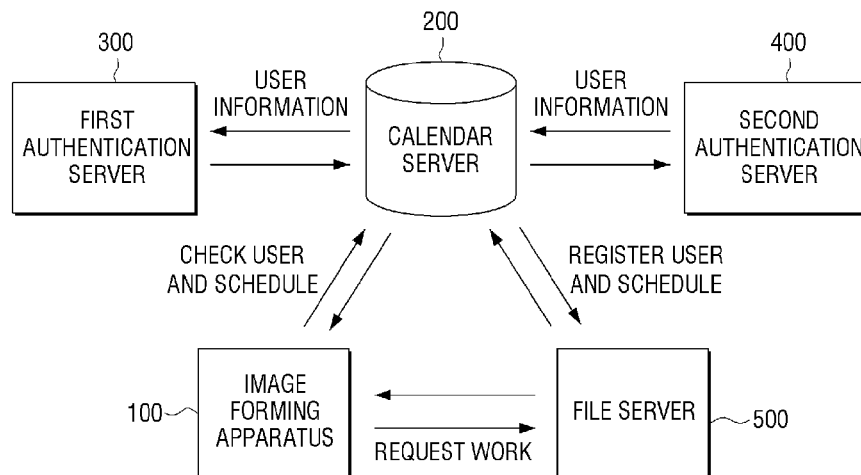 300
200
400
FIRST
AUTHENTICATION
SERVER
USER
INFORMATION
CALENDAR
SERVER
USER
INFORMATION
SECOND
AUTHENTICATION
SERVER
CHECK USER
AND SCHEDULE
REGISTER USER
AND SCHEDULE
100
IMAGE
FORMING
APPARATUS
REQUEST WORK
FILE SERVER
500